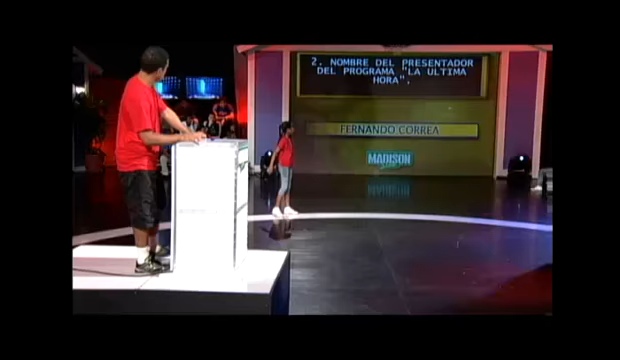 2. NOMBRE DEL PRESENTADOR
DEL PROGRAMA "LA ULTIMA
HORA".
FERNANDO CORREA
MADISON